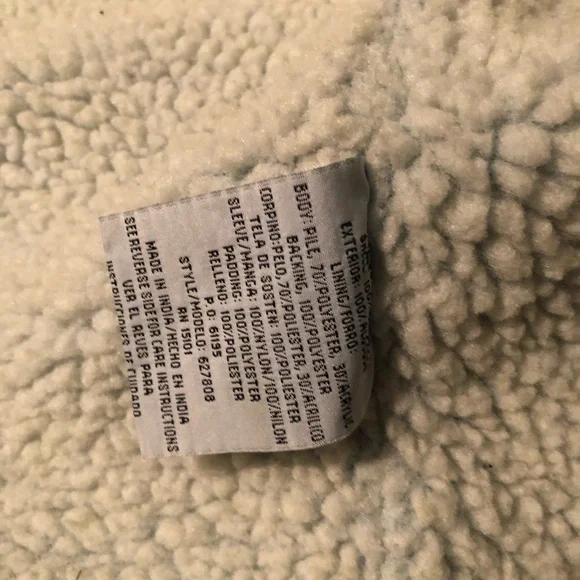 EXTERIOR: 100%
LINING/FORRO:
BODY: PILE, 70%POLYESTER, 30%ACRYLIC
BACKING, 100%POLYESTER
CORPINO:PELO,70%POLIESTER, 30%ACRILICO
TELA DE SOSTEN: 100%POLIESTER
SLEEVE/MANGA: 100%NYLON/100%NILON
PADDING: 100%POLYESTER
RELLENO: 100%POLIESTER
P.O: 61195
STYLE/MODELO: 627808
RN 15101
MADE IN INDIA/HECHO EN INDIA
SEE REVERSE SIDE FOR CARE INSTRUCTIONS
VER EL REVES PARA
INSTRUCCIONES DE CUIDADO